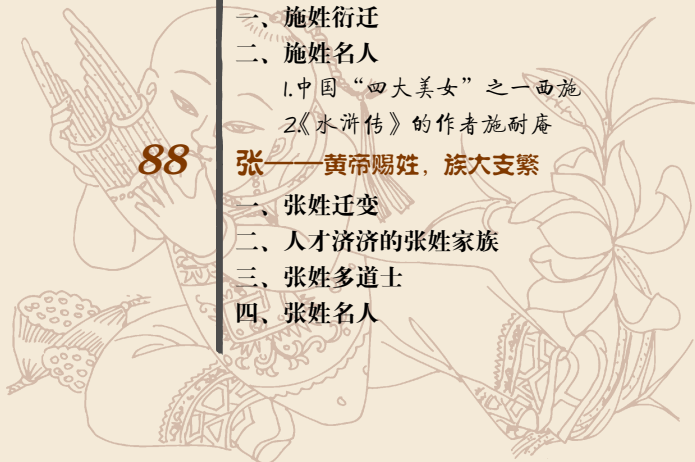 一、施姓衍迁
二、施姓名人
1.中国“四大美女”之一西施
2.《水浒传》的作者施耐庵
88 张——黄帝赐姓，族大支繁
一、张姓迁变
二、人才济济的张姓家族
三、张姓多道士
四、张姓名人